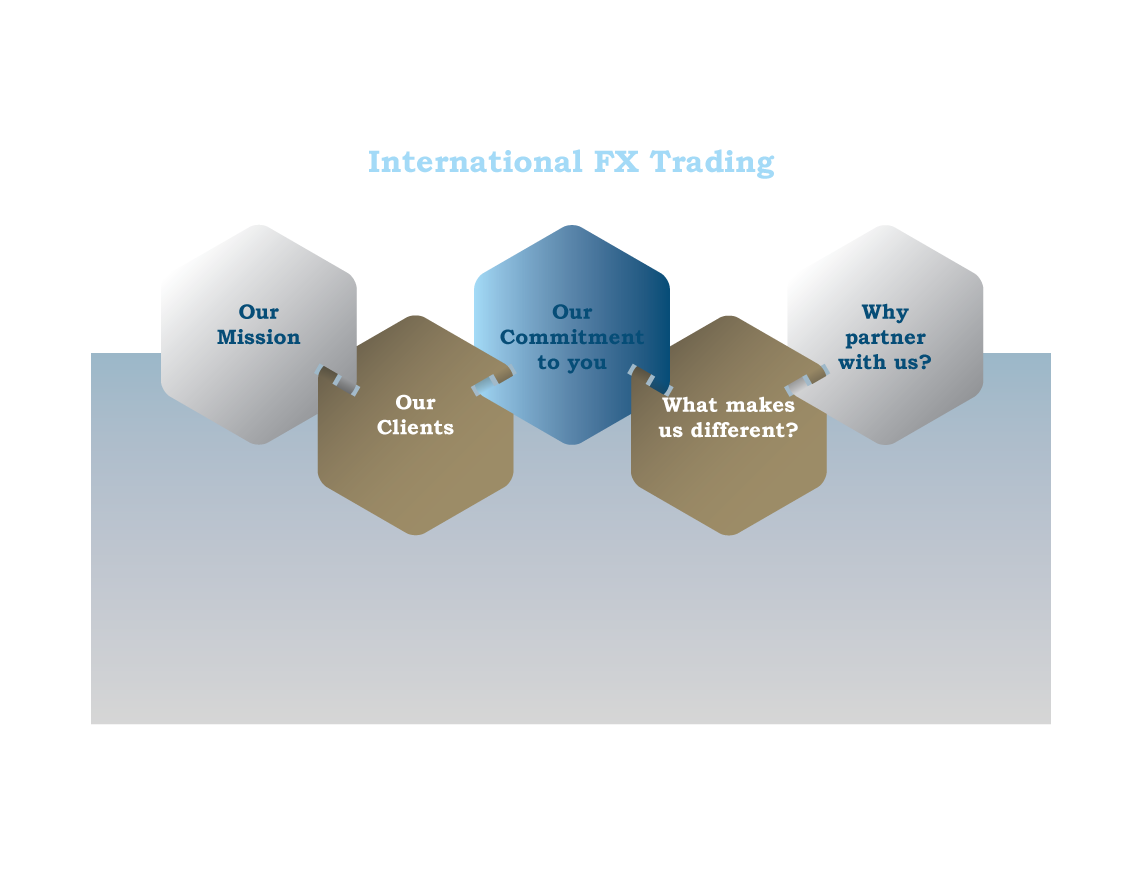 International FX Trading
Our
Mission
Our
Clients
Our
Commitment
to you
What makes
us different?
Why
partner
with us?